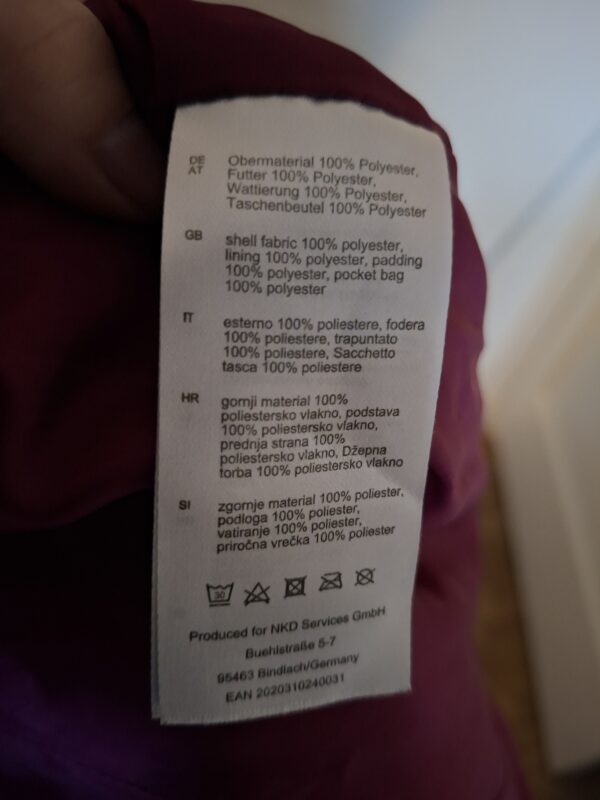 DE
AT
Obermaterial 100% Polyester,
Futter 100% Polyester,
Wattierung 100% Polyester,
Taschenbeutel 100% Polyester
GB
shell fabric 100% polyester,
lining 100% polyester, padding
100% polyester, pocket bag
100% polyester
IT
esterno 100% poliestere, fodera
100% poliestere, trapuntato
100% poliestere, Sacchetto
tasca 100% poliestere
HR
gornji material 100%
poliestersko vlakno, podstava
100% poliestersko vlakno,
prednja strana 100%
poliestersko vlakno, Džepna
torba 100% poliestersko vlakno
SI
zgornje material 100% poliester,
podloga 100% poliester,
vatiranje 100% poliester,
priročna vrečka 100% poliester
30
Produced for NKD Services GmbH
Buehlstraße 5-7
95463 Bindlach/Germany
EAN 2020310240031